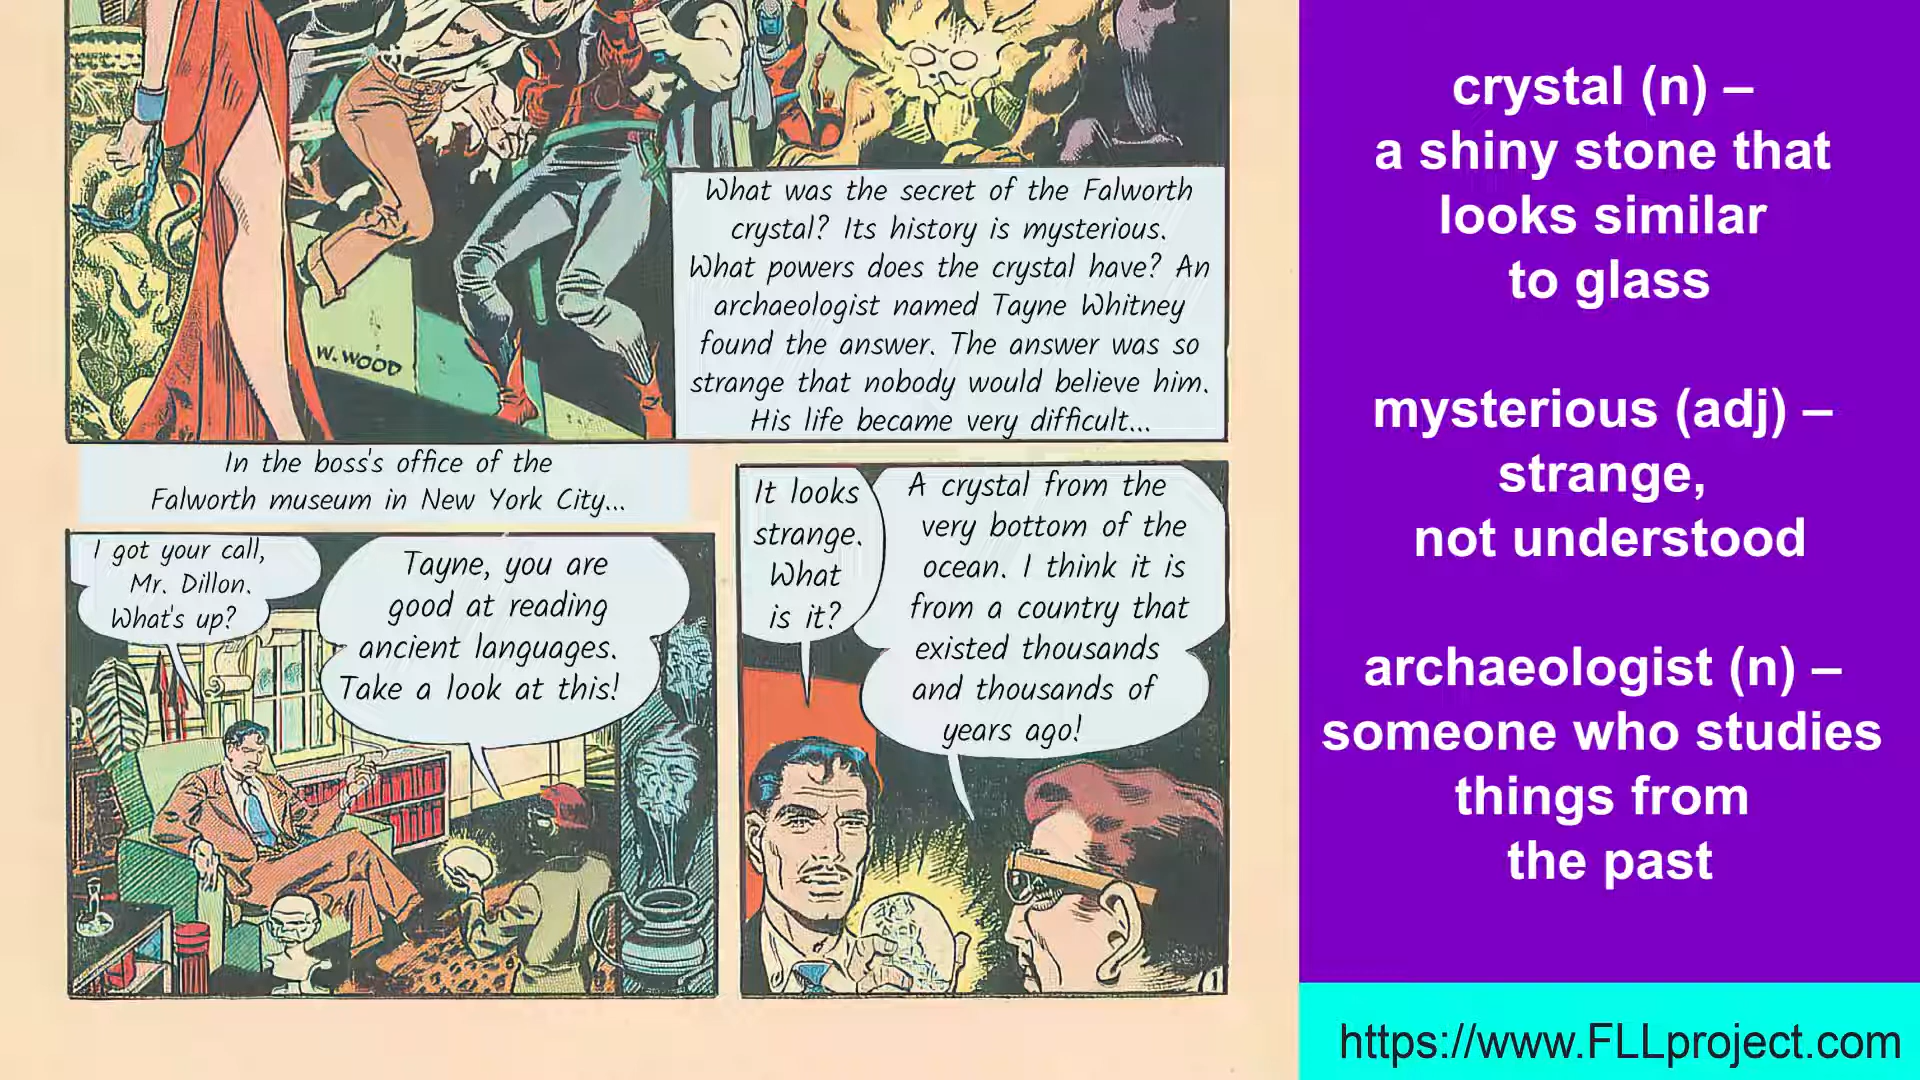 W. WOOD
What was the secret of the Falworth
crystal? Its history is mysterious.
What powers does the crystal have? An
archaeologist named Tayne Whitney
found the answer. The answer was so
strange that nobody would believe him.
His life became very difficult...
In the boss's office of the
Falworth museum in New York City...
I got your call,
Mr. Dillon.
What's up?
Tayne, you are
good at reading
ancient languages.
Take a look at this!
It looks
strange.
What
is it?
A crystal from the
very bottom of the
ocean. I think it is
from a country that
existed thousands
and thousands of
years ago!
1
crystal (n) –
a shiny stone that
looks similar
to glass
mysterious (adj) –
strange,
not understood
archaeologist (n) –
someone who studies
things from
the past
https://www.FLLproject.com